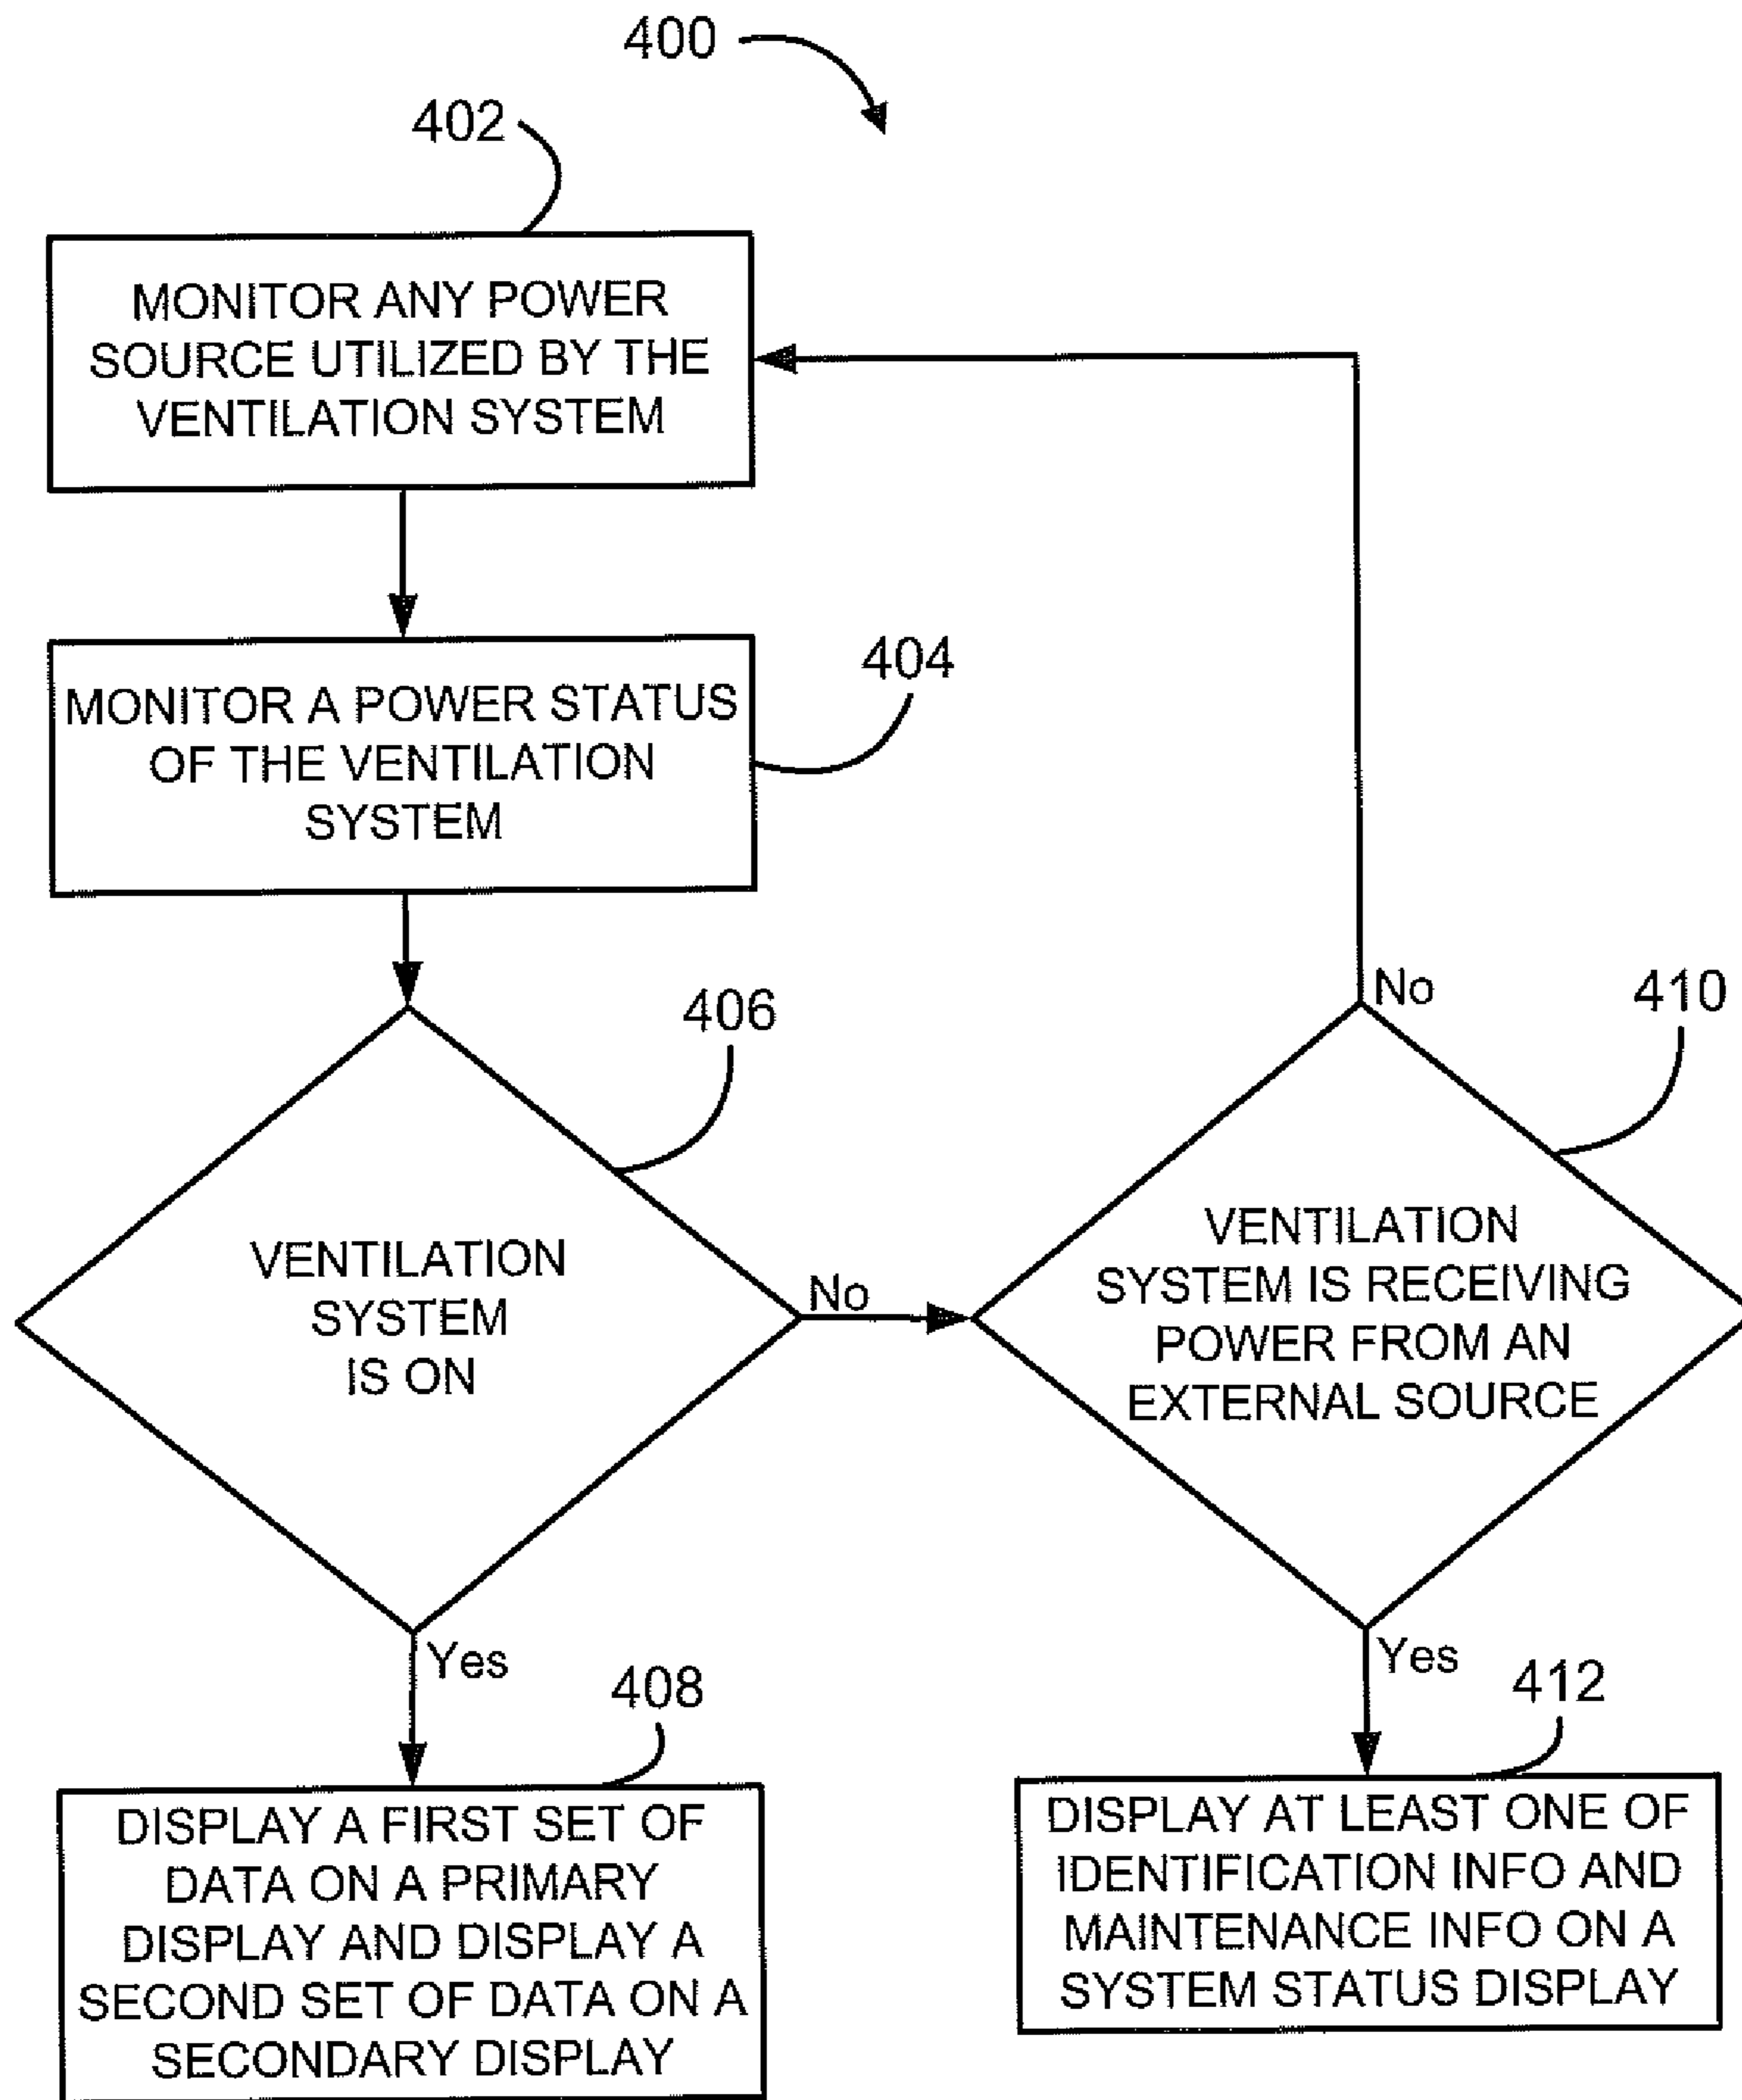 400
402
MONITOR ANY POWER
SOURCE UTILIZED BY THE
VENTILATION SYSTEM
404
MONITOR A POWER STATUS
OF THE VENTILATION
SYSTEM
406
VENTILATION
SYSTEM
IS ON
No
Yes
410
No
VENTILATION
SYSTEM IS RECEIVING
POWER FROM AN
EXTERNAL SOURCE
Yes
408
DISPLAY A FIRST SET OF
DATA ON A PRIMARY
DISPLAY AND DISPLAY A
SECOND SET OF DATA ON A
SECONDARY DISPLAY
412
DISPLAY AT LEAST ONE OF
IDENTIFICATION INFO AND
MAINTENANCE INFO ON A
SYSTEM STATUS DISPLAY